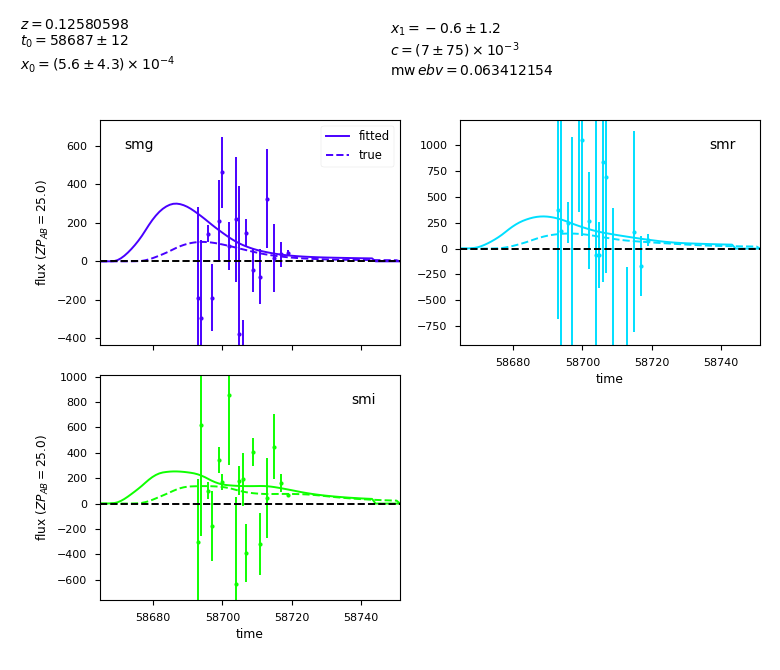 z = 0.12580598
t₀ = 58687 ± 12
x₀ = (5.6 ± 4.3) × 10⁻⁴
x₁ = −0.6 ± 1.2
c = (7 ± 75) × 10⁻³
mw ebv = 0.063412154
smg
fitted
true
600
400
200
0
−200
−400
flux (ZP_AB = 25.0)
smr
1000
750
500
250
0
−250
−500
−750
58680 58700 58720 58740
time
smi
1000
800
600
400
200
0
−200
−400
−600
flux (ZP_AB = 25.0)
58680 58700 58720 58740
time